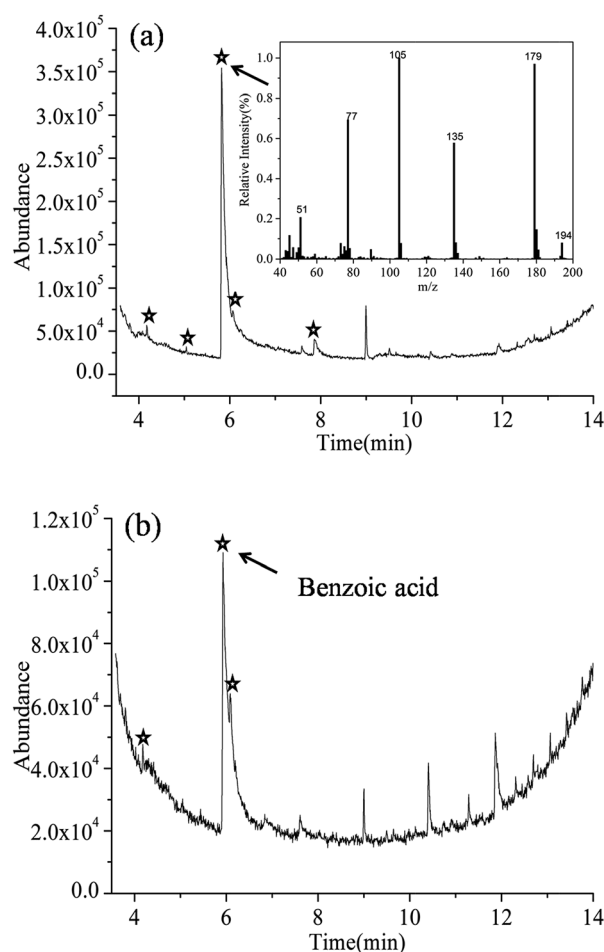 (a)
4.0x10⁵
3.5x10⁵
3.0x10⁵
2.5x10⁵
2.0x10⁵
1.5x10⁵
1.0x10⁵
5.0x10⁴
0.0
Abundance
4 6 8 10 12 14
Time(min)
1.0
0.8
0.6
0.4
0.2
0.0
Relative Intensity(%)
51
77
105
135
179
194
40 60 80 100 120 140 160 180 200
m/z
(b)
1.2x10⁵
1.0x10⁵
8.0x10⁴
6.0x10⁴
4.0x10⁴
2.0x10⁴
0.0
Abundance
Benzoic acid
4 6 8 10 12 14
Time(min)